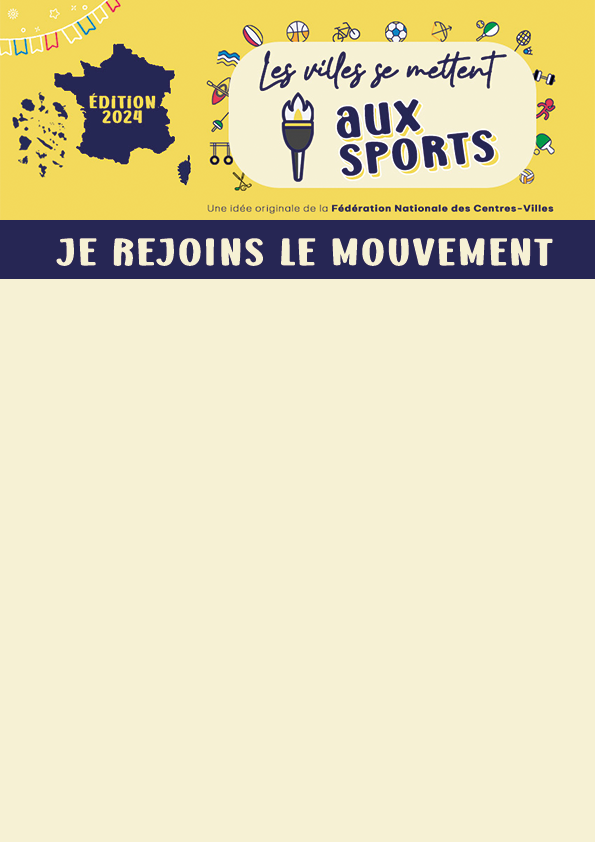 ÉDITION
2024
Les villes se mettent
aux
SPORTS
Une idée originale de la Fédération Nationale des Centres-Villes
JE REJOINS LE MOUVEMENT